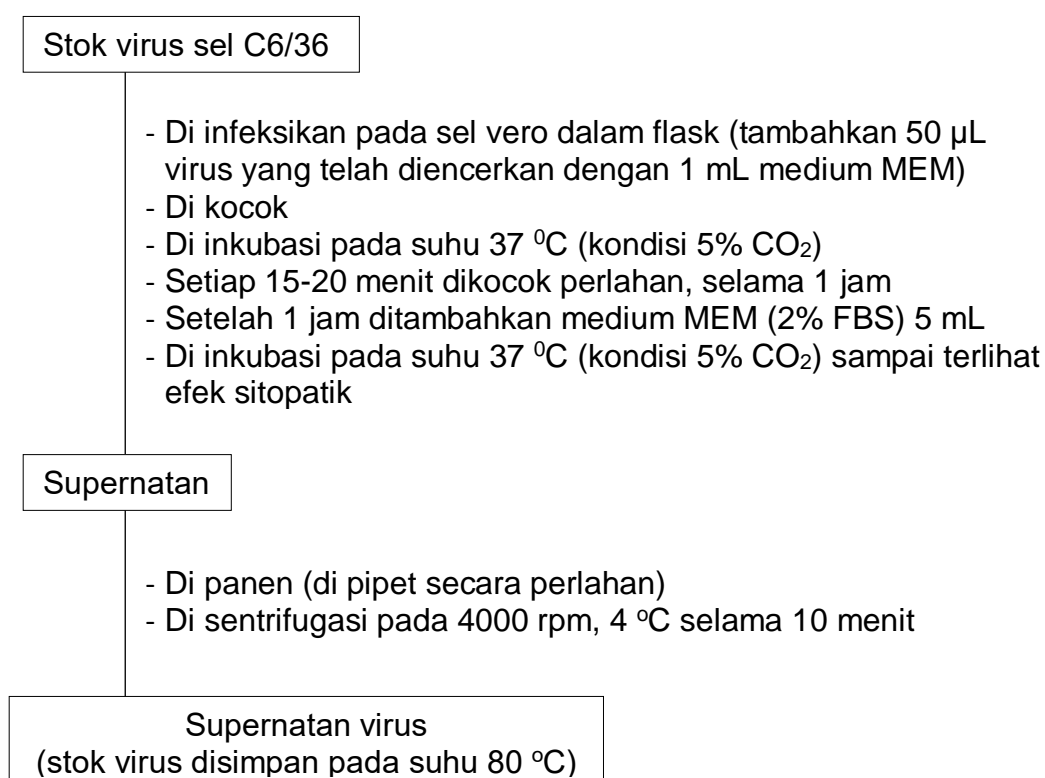 Stok virus sel C6/36
- Di infeksikan pada sel vero dalam flask (tambahkan 50 µL
virus yang telah diencerkan dengan 1 mL medium MEM)
- Di kocok
- Di inkubasi pada suhu 37 ⁰C (kondisi 5% CO₂)
- Setiap 15-20 menit dikocok perlahan, selama 1 jam
- Setelah 1 jam ditambahkan medium MEM (2% FBS) 5 mL
- Di inkubasi pada suhu 37 ⁰C (kondisi 5% CO₂) sampai terlihat
efek sitopatik
Supernatan
- Di panen (di pipet secara perlahan)
- Di sentrifugasi pada 4000 rpm, 4 ᵒC selama 10 menit
Supernatan virus
(stok virus disimpan pada suhu 80 ᵒC)